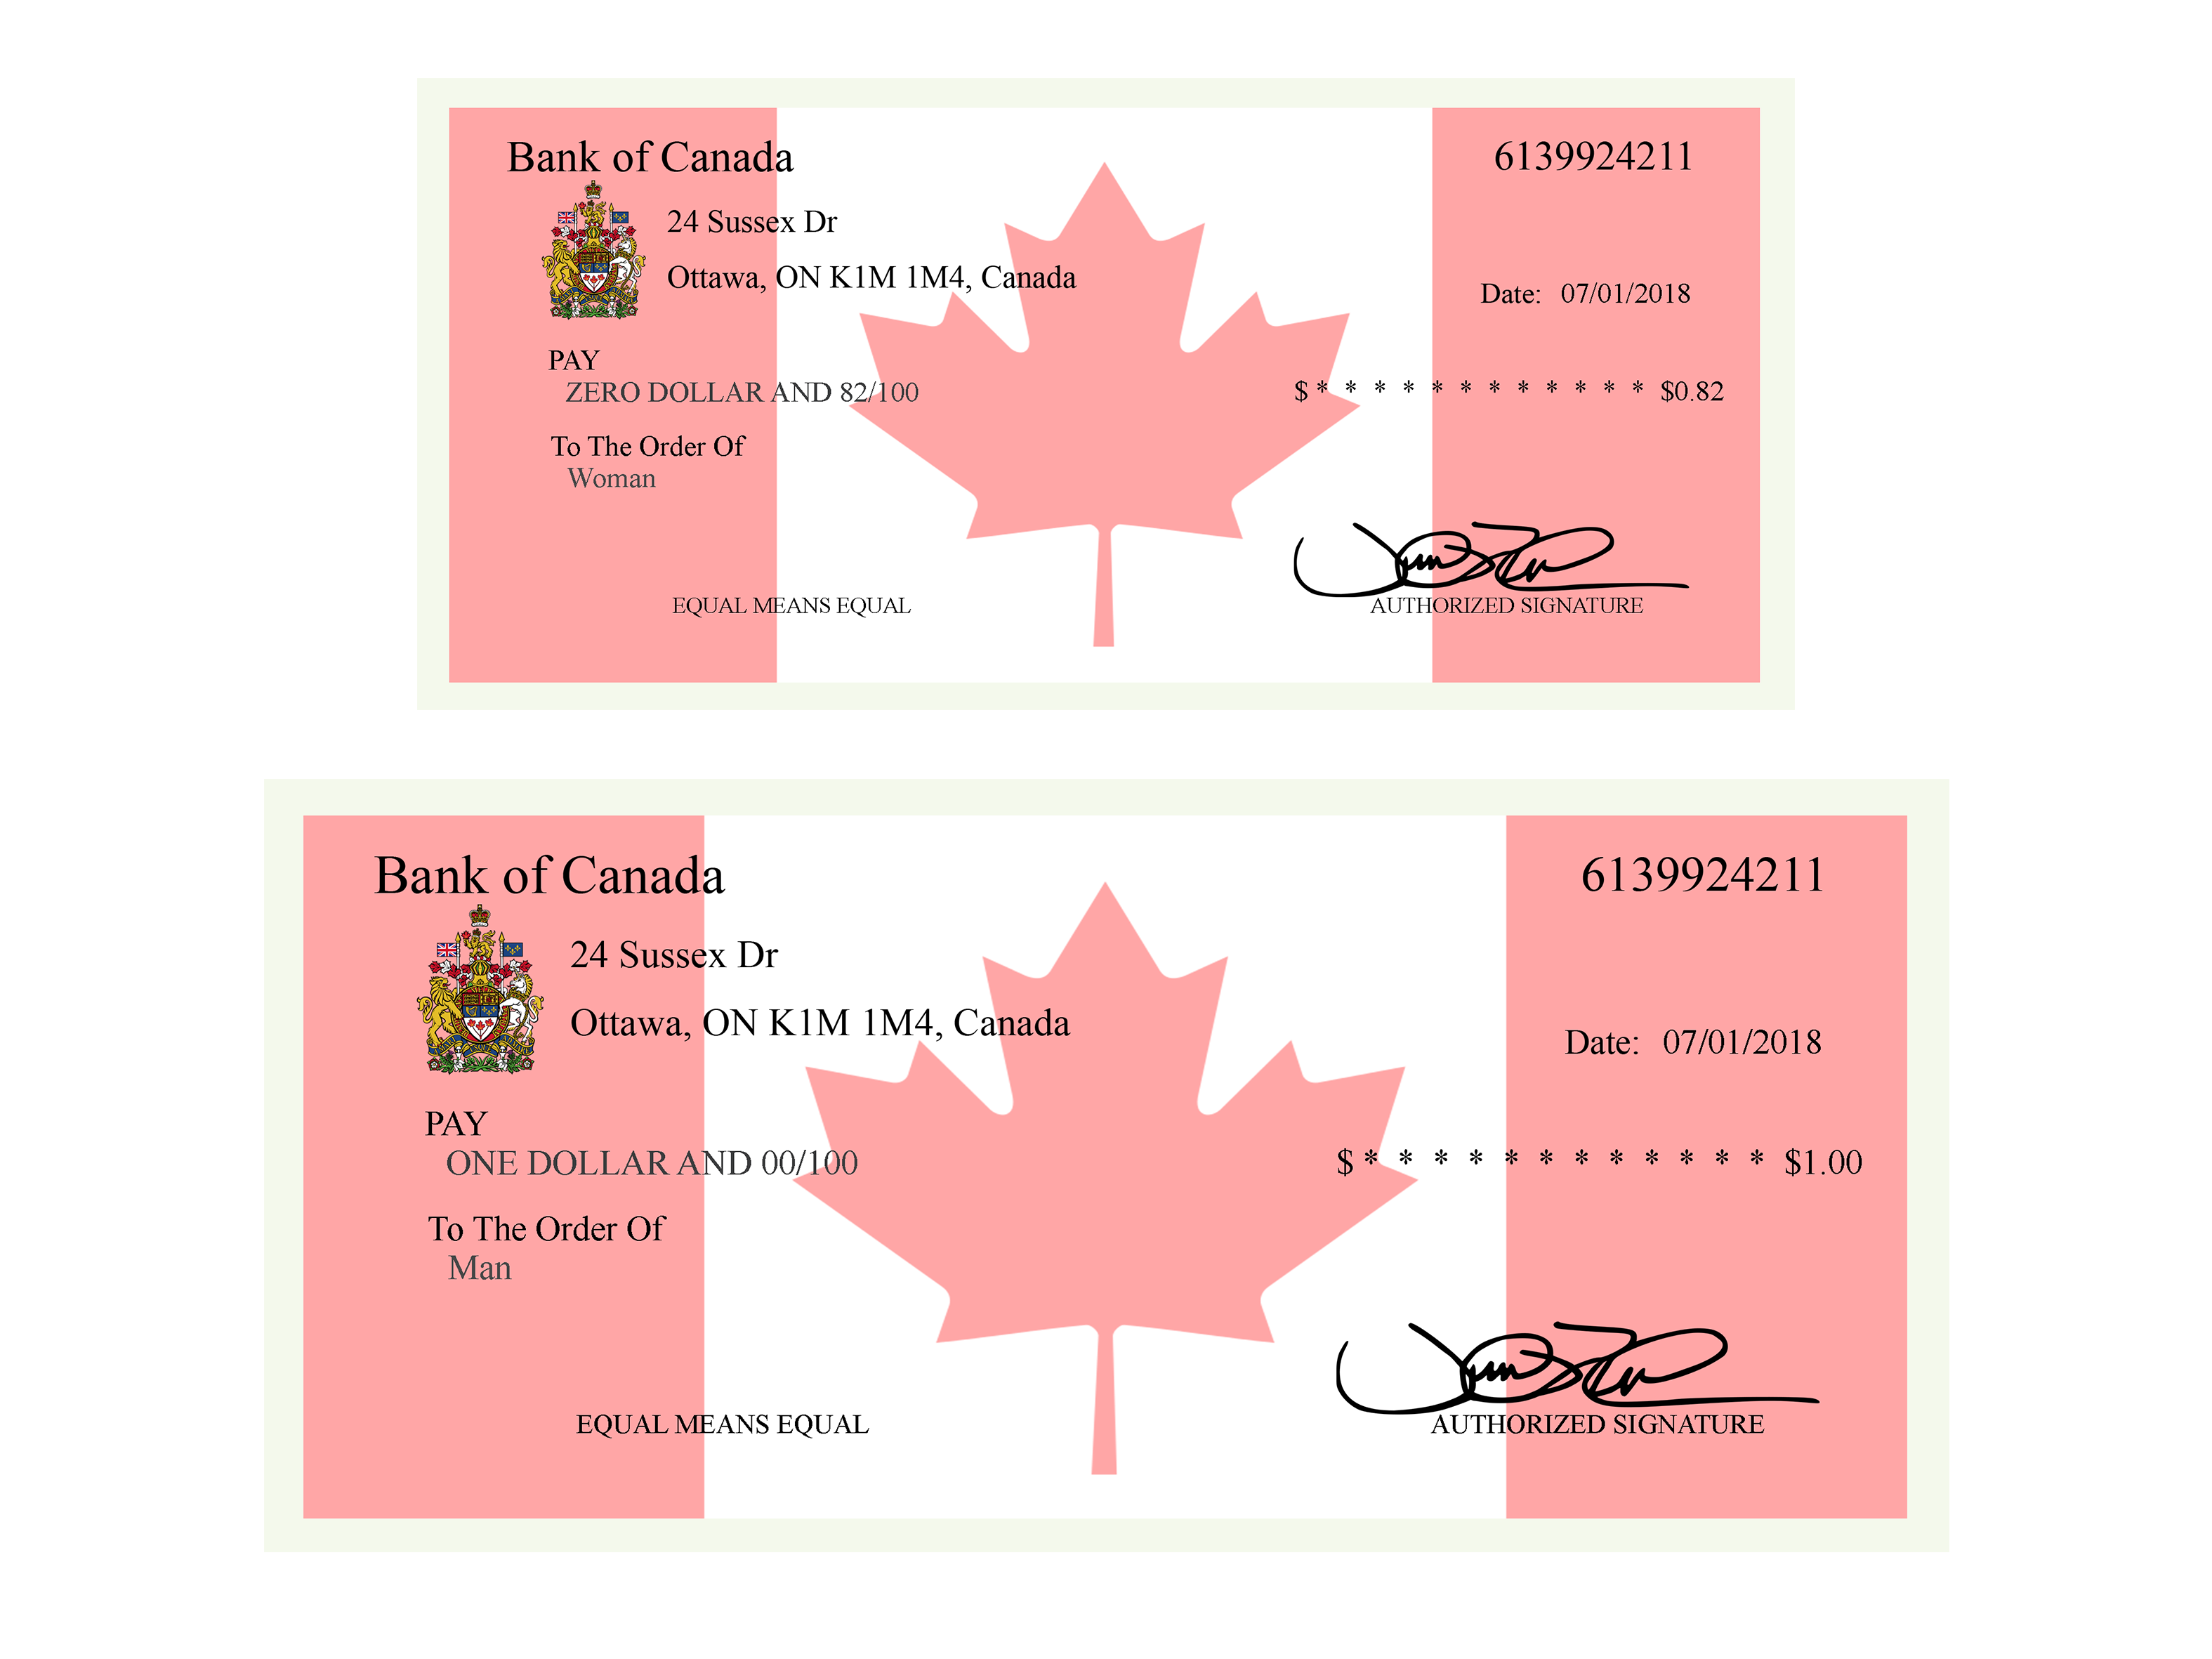 Bank of Canada 6139924211
24 Sussex Dr
Ottawa, ON K1M 1M4, Canada
Date: 07/01/2018
PAY
ZERO DOLLAR AND 82/100 $ * * * * * * * * * * * * $0.82
To The Order Of
Woman
EQUAL MEANS EQUAL AUTHORIZED SIGNATURE
Bank of Canada 6139924211
24 Sussex Dr
Ottawa, ON K1M 1M4, Canada
Date: 07/01/2018
PAY
ONE DOLLAR AND 00/100 $ * * * * * * * * * * * * $1.00
To The Order Of
Man
EQUAL MEANS EQUAL AUTHORIZED SIGNATURE